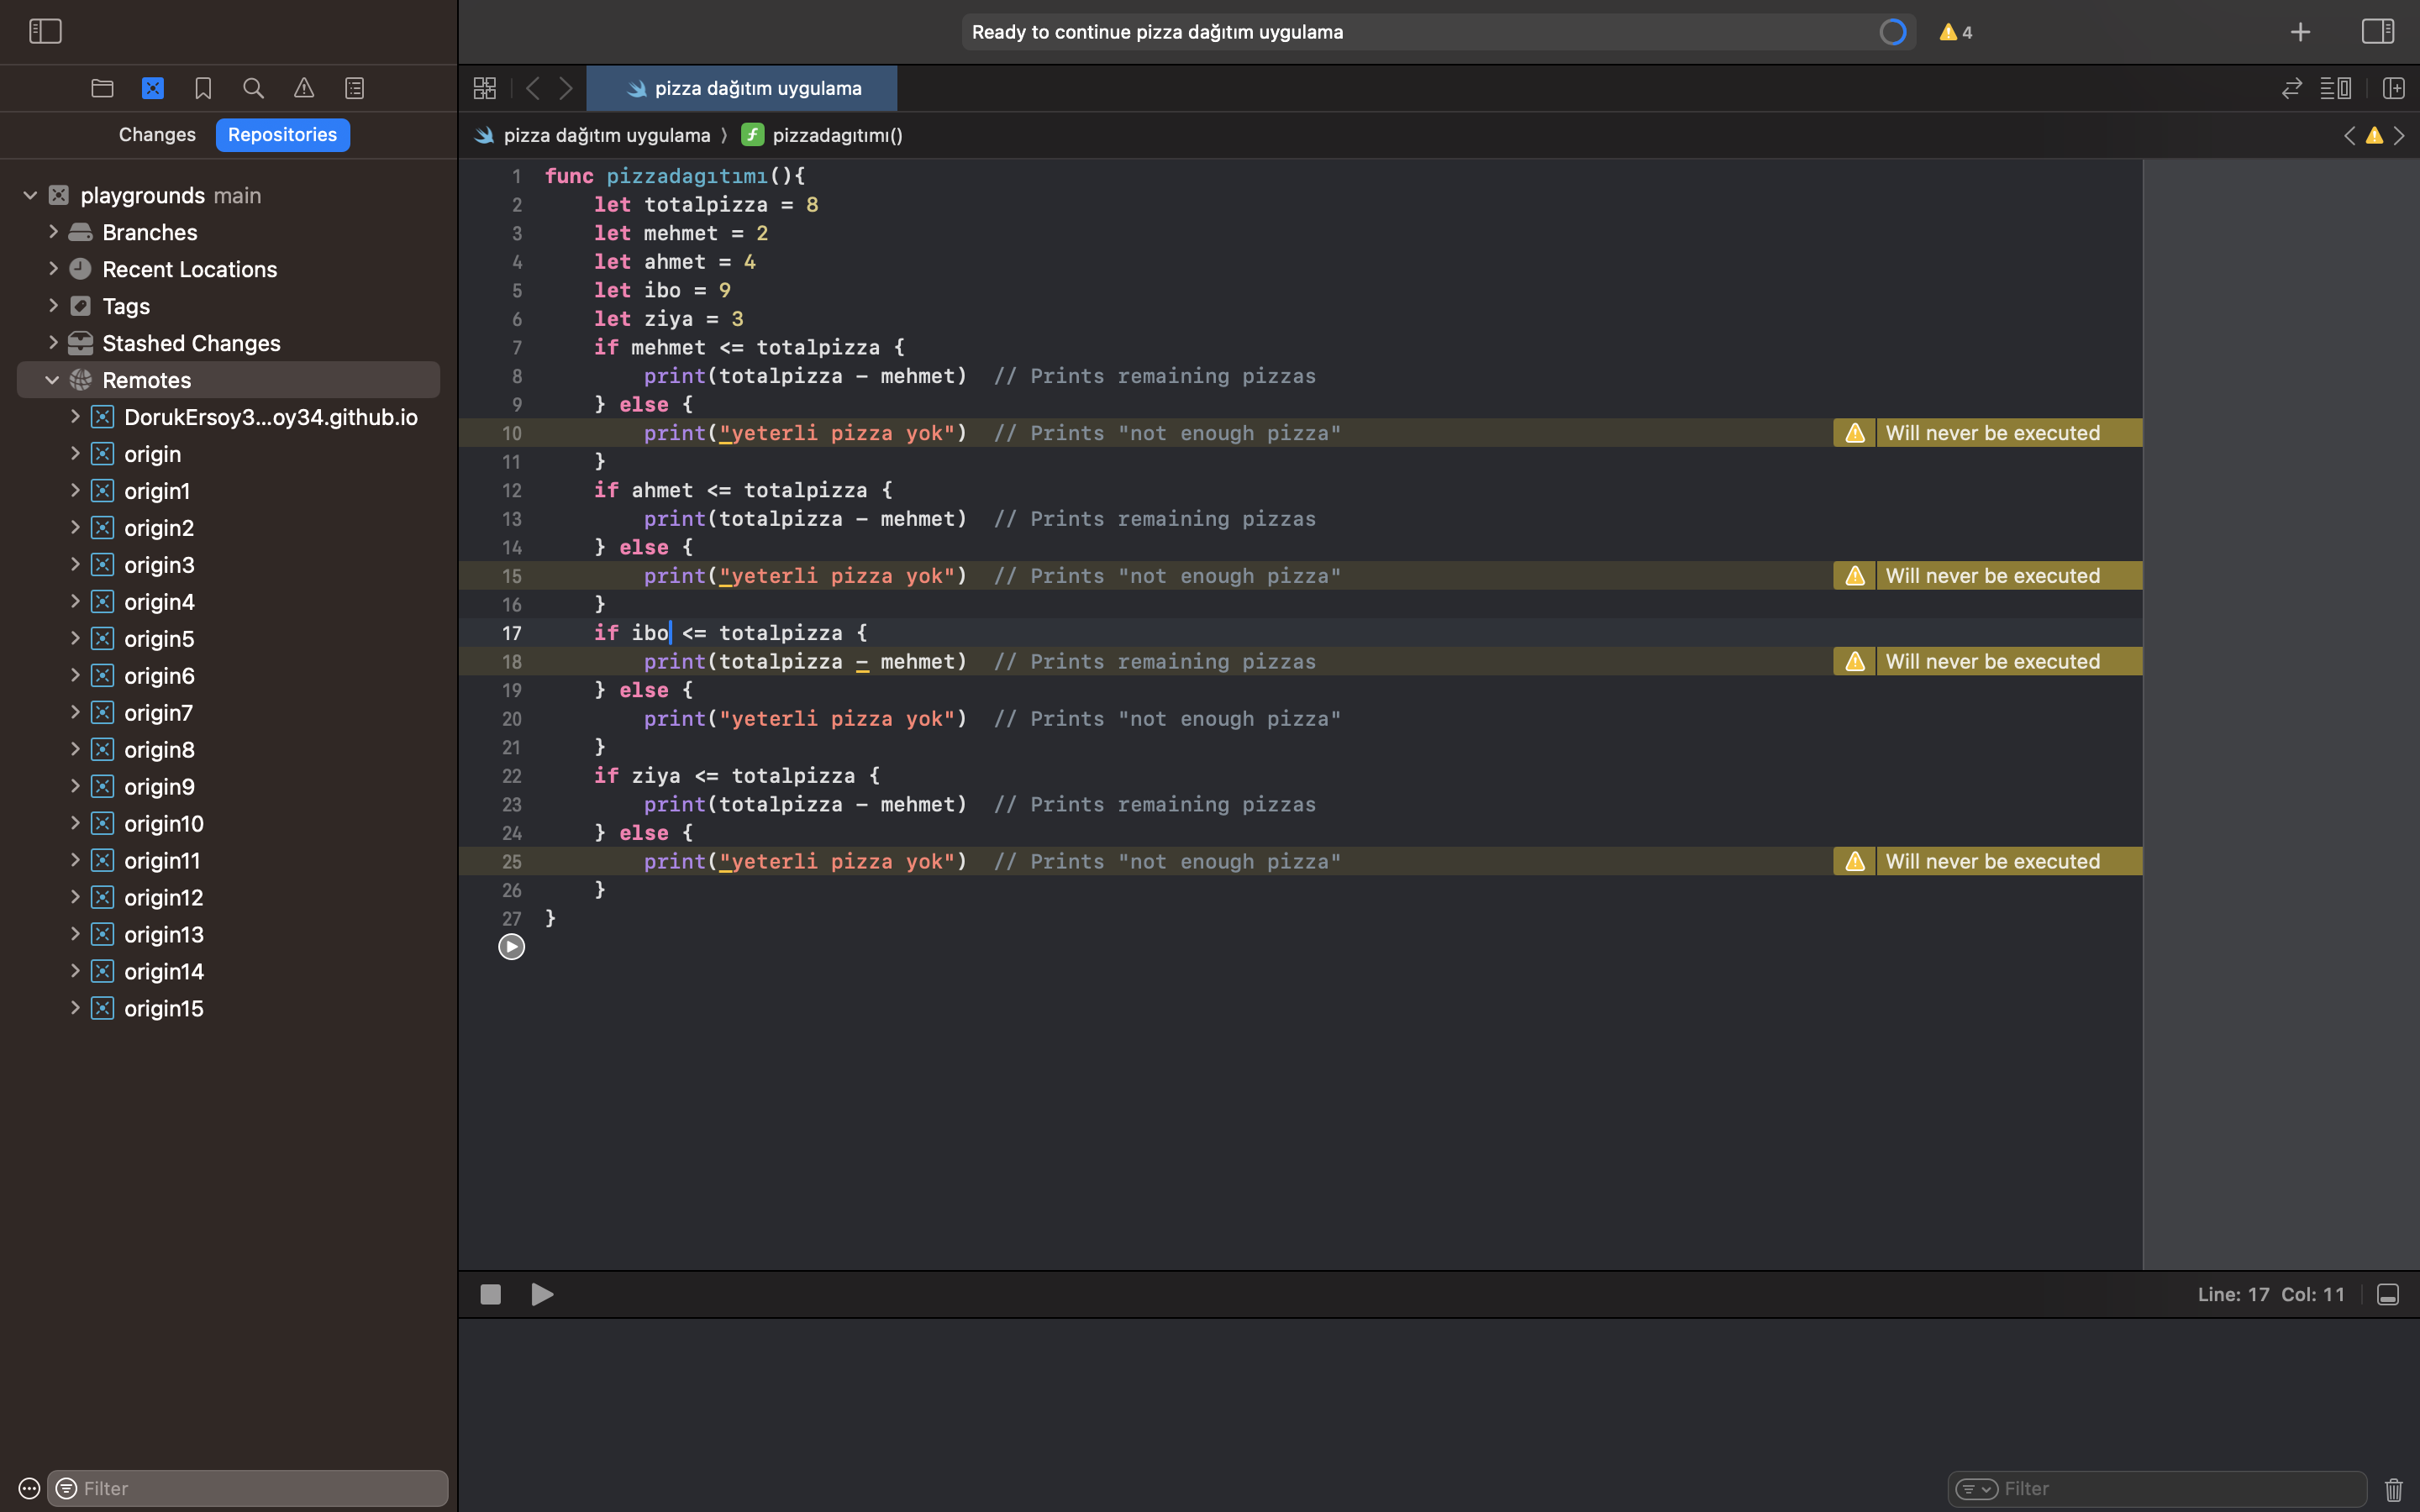 Ready to continue pizza dağıtım uygulama
4
pizza dağıtım uygulama
Changes
Repositories
pizza dağıtım uygulama
pizzadagıtımı()
playgrounds main
Branches
Recent Locations
Tags
Stashed Changes
Remotes
DorukErsoy3...oy34.github.io
origin
origin1
origin2
origin3
origin4
origin5
origin6
origin7
origin8
origin9
origin10
origin11
origin12
origin13
origin14
origin15
Filter
1 func pizzadagıtımı(){
2 let totalpizza = 8
3 let mehmet = 2
4 let ahmet = 4
5 let ibo = 9
6 let ziya = 3
7 if mehmet <= totalpizza {
8 print(totalpizza - mehmet) // Prints remaining pizzas
9 } else {
10 print("yeterli pizza yok") // Prints "not enough pizza" Will never be executed
11 }
12 if ahmet <= totalpizza {
13 print(totalpizza - mehmet) // Prints remaining pizzas
14 } else {
15 print("yeterli pizza yok") // Prints "not enough pizza" Will never be executed
16 }
17 if ibo <= totalpizza {
18 print(totalpizza - mehmet) // Prints remaining pizzas Will never be executed
19 } else {
20 print("yeterli pizza yok") // Prints "not enough pizza"
21 }
22 if ziya <= totalpizza {
23 print(totalpizza - mehmet) // Prints remaining pizzas
24 } else {
25 print("yeterli pizza yok") // Prints "not enough pizza" Will never be executed
26 }
27 }
Line: 17 Col: 11
Filter